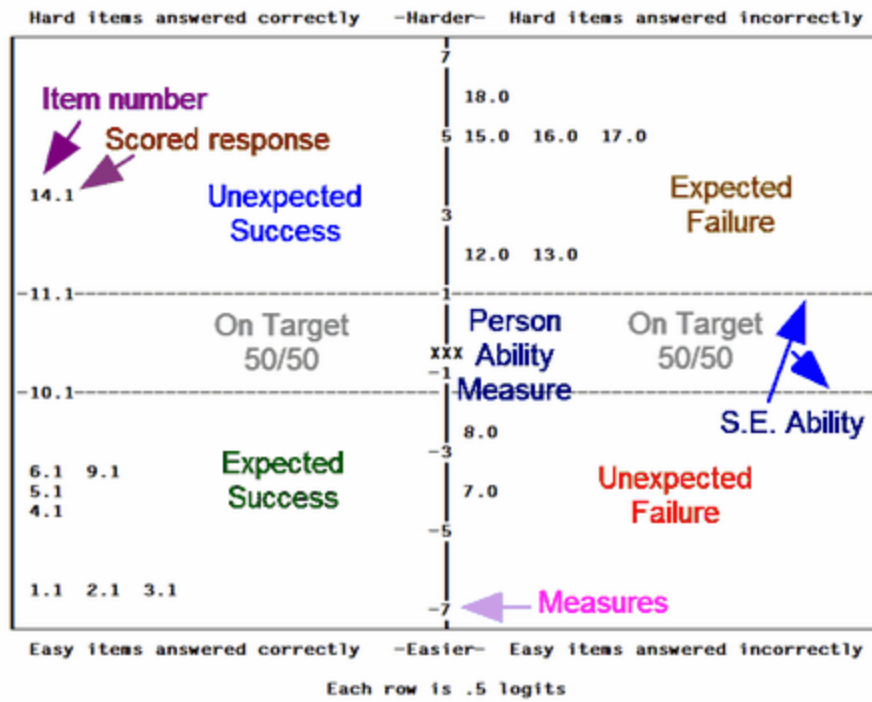 Hard items answered correctly -Harder- Hard items answered incorrectly
7
Item number
18.0
Scored response
5 15.0 16.0 17.0
14.1
Unexpected
Success
Expected
Failure
3
12.0 13.0
11.1
1
On Target
50/50
Person
Ability
Measure
On Target
50/50
XXX
-1
10.1
S.E. Ability
8.0
-3
Expected
Success
6.1 9.1
5.1
4.1
7.0
Unexpected
Failure
-5
1.1 2.1 3.1
-7
Measures
Easy items answered correctly -Easier- Easy items answered incorrectly
Each row is .5 logits